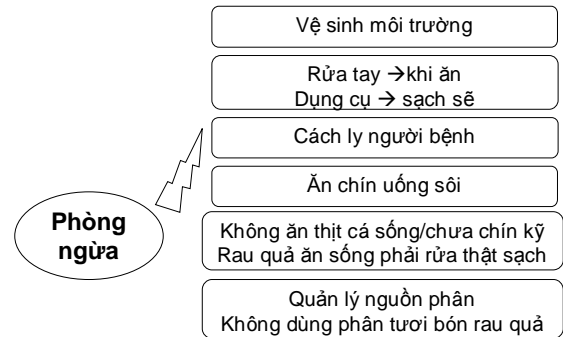 Vệ sinh môi trường
Rửa tay →khi ăn
Dụng cụ → sạch sẽ
Cách ly người bệnh
Ăn chín uống sôi
Phòng
ngừa
Không ăn thịt cá sống/chưa chín kỹ
Rau quả ăn sống phải rửa thật sạch
Quản lý nguồn phân
Không dùng phân tươi bón rau quả